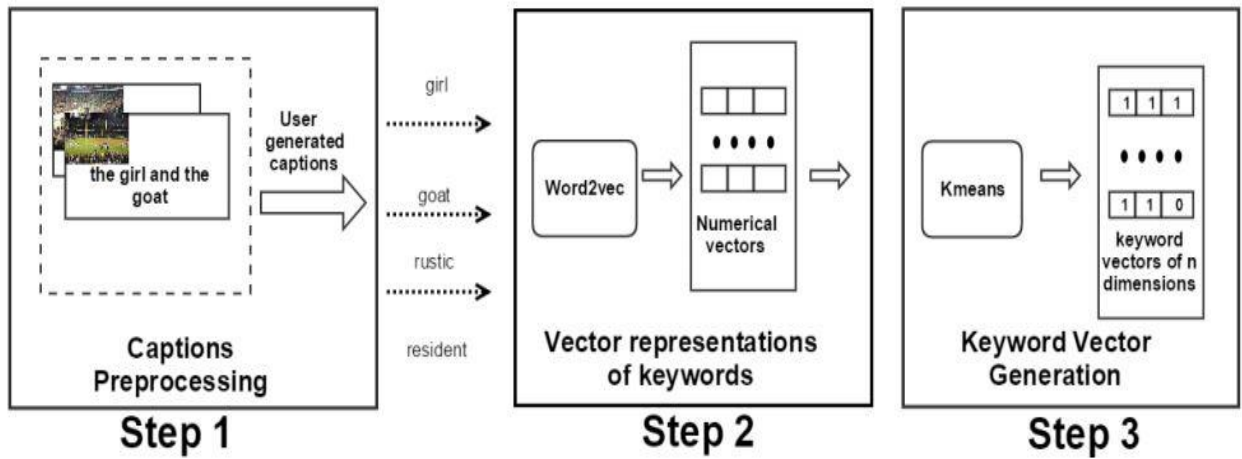 the girl and the
goat
User
generated
captions
Captions
Preprocessing
Step 1
girl
goat
rustic
resident
Word2vec
Numerical
vectors
Vector representations
of keywords
Step 2
Kmeans
1 1 1
1 1 0
keyword
vectors of n
dimensions
Keyword Vector
Generation
Step 3